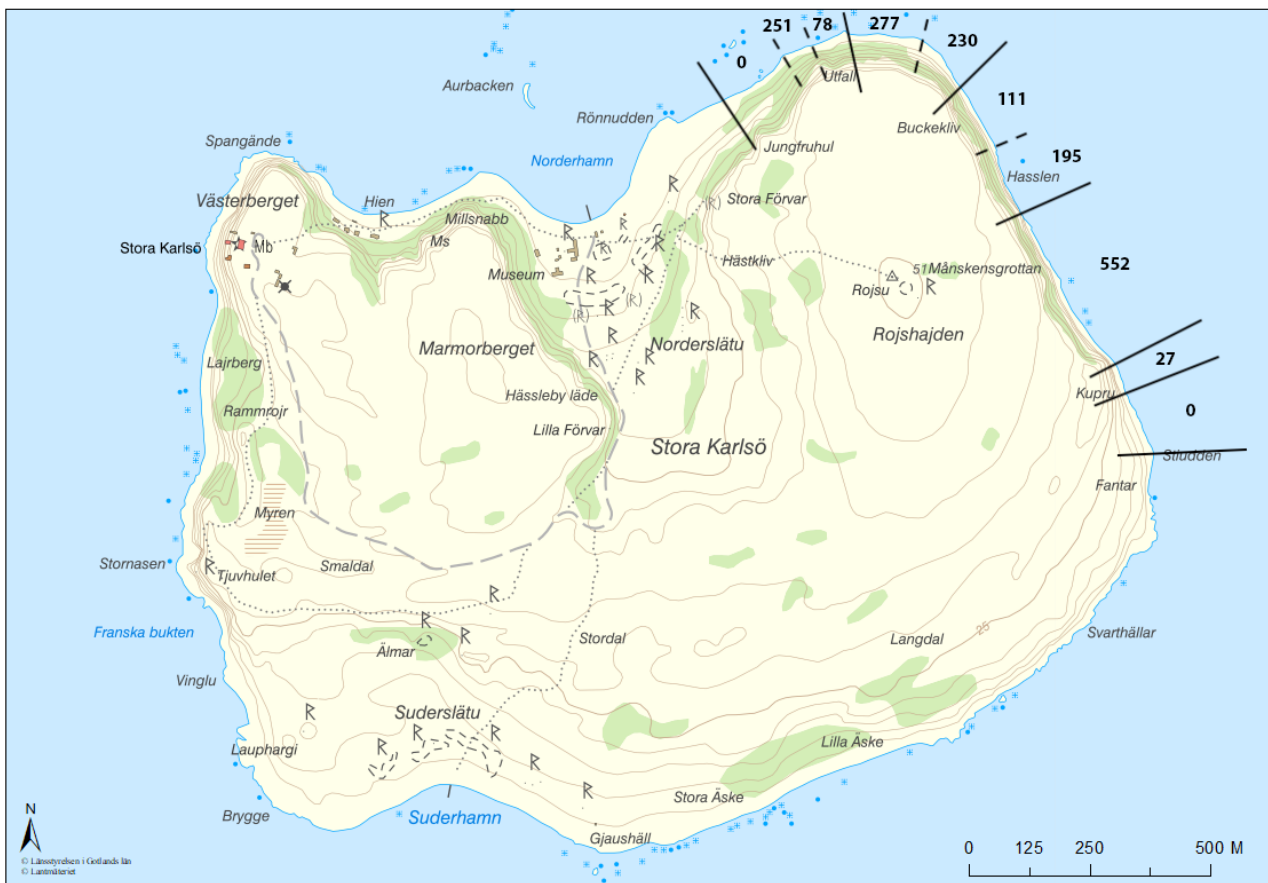 251
78
277
230
0
Utfall
Aurbacken
Rönnudden
111
Buckekliv
Spangände
Norderhamn
Jungfruhul
195
Hasslen
Västerberget
Hien
Millsnabb
Stora Förvar
(R)
Stora Karlsö
Mb
Ms
Museum
Hästkliv
51
Månskensgrottan
552
Rojsu
(R)
(R)
Rojshajden
Marmorberget
Norderslätu
Lajrberg
27
Hässleby läde
Kupru
Rammrojr
0
Lilla Förvar
Stora Karlsö
Stludden
Fantar
Myren
Stornasen
Smaldal
Tjuvhulet
Franska bukten
25
Svarthällar
Stordal
Langdal
Älmar
Vinglu
Suderslätu
Lilla Äske
Lauphargi
Stora Äske
Brygge
Suderhamn
Gjaushäll
N
© Länsstyrelsen i Gotlands län
© Lantmäteriet
0 125 250 500 M